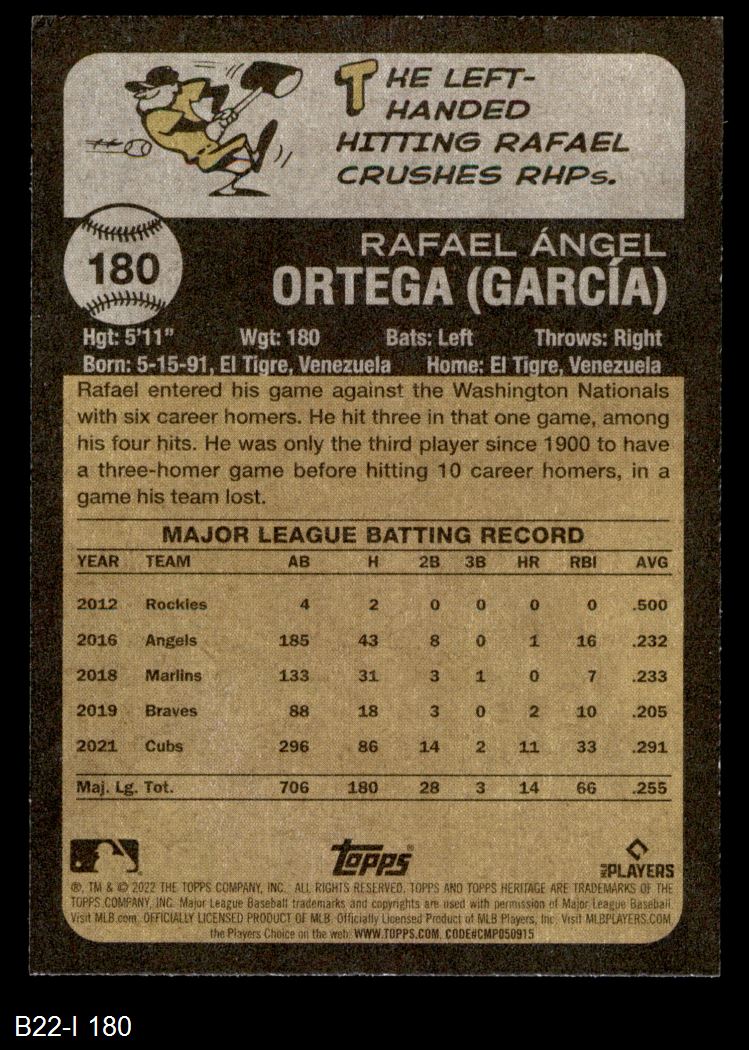 THE LEFT-
HANDED
HITTING RAFAEL
CRUSHES RHPs.
180
RAFAEL ÁNGEL
ORTEGA (GARCÍA)
Hgt: 5'11" Wgt: 180 Bats: Left Throws: Right
Born: 5-15-91, El Tigre, Venezuela Home: El Tigre, Venezuela
Rafael entered his game against the Washington Nationals
with six career homers. He hit three in that one game, among
his four hits. He was only the third player since 1900 to have
a three-homer game before hitting 10 career homers, in a
game his team lost.
MAJOR LEAGUE BATTING RECORD
YEAR TEAM AB H 2B 3B HR RBI AVG
2012 Rockies 4 2 0 0 0 0 .500
2016 Angels 185 43 8 0 1 16 .232
2018 Marlins 133 31 3 1 0 7 .233
2019 Braves 88 18 3 0 2 10 .205
2021 Cubs 296 86 14 2 11 33 .291
Maj. Lg. Tot. 706 180 28 3 14 66 .255
topps® MLB PLAYERS
®, TM & © 2022 THE TOPPS COMPANY, INC. ALL RIGHTS RESERVED. TOPPS AND TOPPS HERITAGE ARE TRADEMARKS OF THE
TOPPS COMPANY, INC. Major League Baseball trademarks and copyrights are used with permission of Major League Baseball.
Visit MLB.com. OFFICIALLY LICENSED PRODUCT OF MLB. Officially Licensed Product of MLB Players, Inc. Visit MLBPLAYERS.COM
the Players Choice on the web. WWW.TOPPS.COM. CODE#CMP050915
B22-I 180